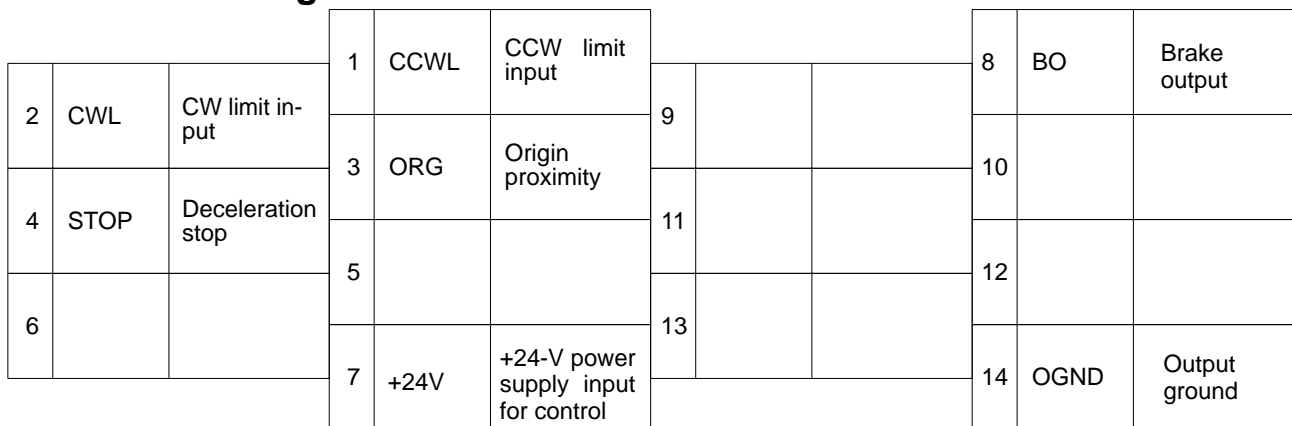 1 CCWL CCW limit
input
2 CWL CW limit in-
put
3 ORG Origin
proximity
4 STOP Deceleration
stop
5
6
7 +24V +24-V power
supply input
for control
8 BO Brake
output
9
10
11
12
13
14 OGND Output
ground